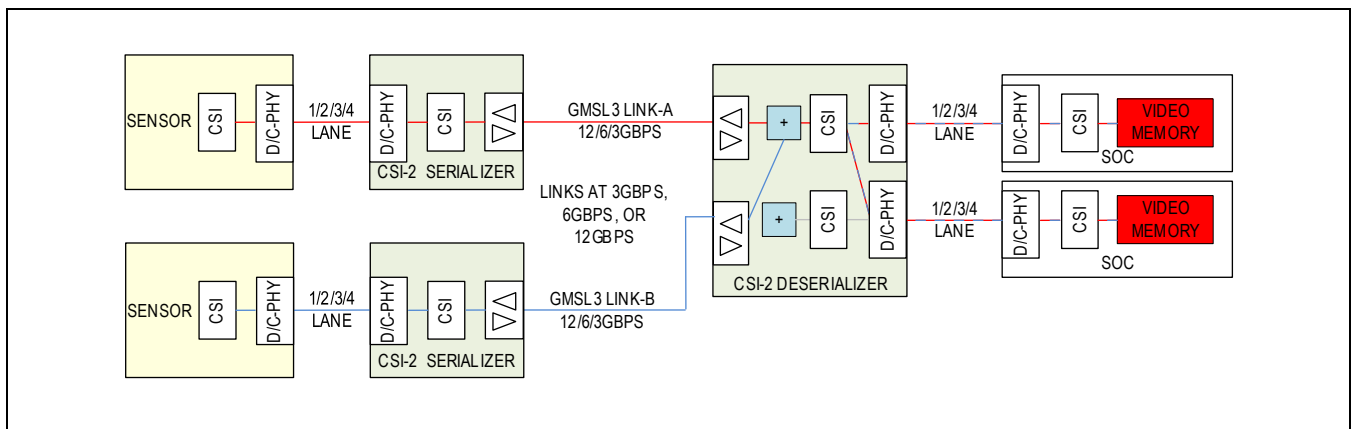 SENSOR
CSI
D/C-PHY
1/2/3/4
LANE
D/C-PHY
CSI
CSI-2 SERIALIZER
GMSL3 LINK-A
12/6/3GBPS
LINKS AT 3GBPS,
6GBPS, OR
12GBPS
+
CSI
D/C-PHY
+
CSI
D/C-PHY
CSI-2 DESERIALIZER
1/2/3/4
LANE
D/C-PHY
CSI
VIDEO
MEMORY
SOC
1/2/3/4
LANE
D/C-PHY
CSI
VIDEO
MEMORY
SOC
SENSOR
CSI
D/C-PHY
1/2/3/4
LANE
D/C-PHY
CSI
CSI-2 SERIALIZER
GMSL3 LINK-B
12/6/3GBPS